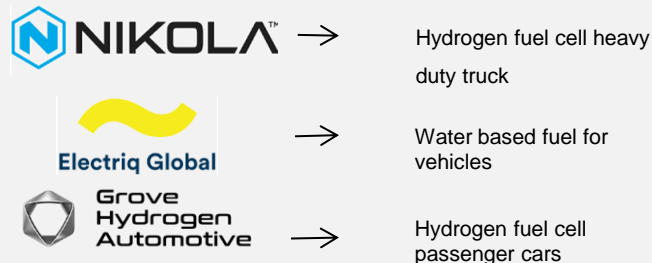 NIKOLA™
Hydrogen fuel cell heavy
duty truck
Electriq Global
Water based fuel for
vehicles
Grove
Hydrogen
Automotive
Hydrogen fuel cell
passenger cars